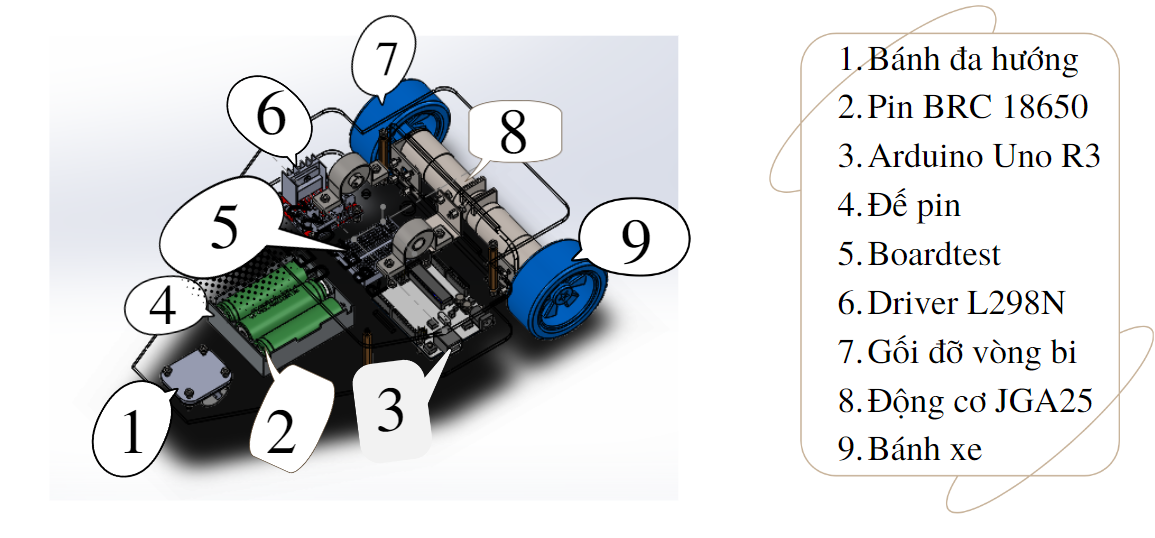 7
6
8
5
9
4
1
2
3
1. Bánh đa hướng
2. Pin BRC 18650
3. Arduino Uno R3
4. Đế pin
5. Boardtest
6. Driver L298N
7. Gối đỡ vòng bi
8. Động cơ JGA25
9. Bánh xe